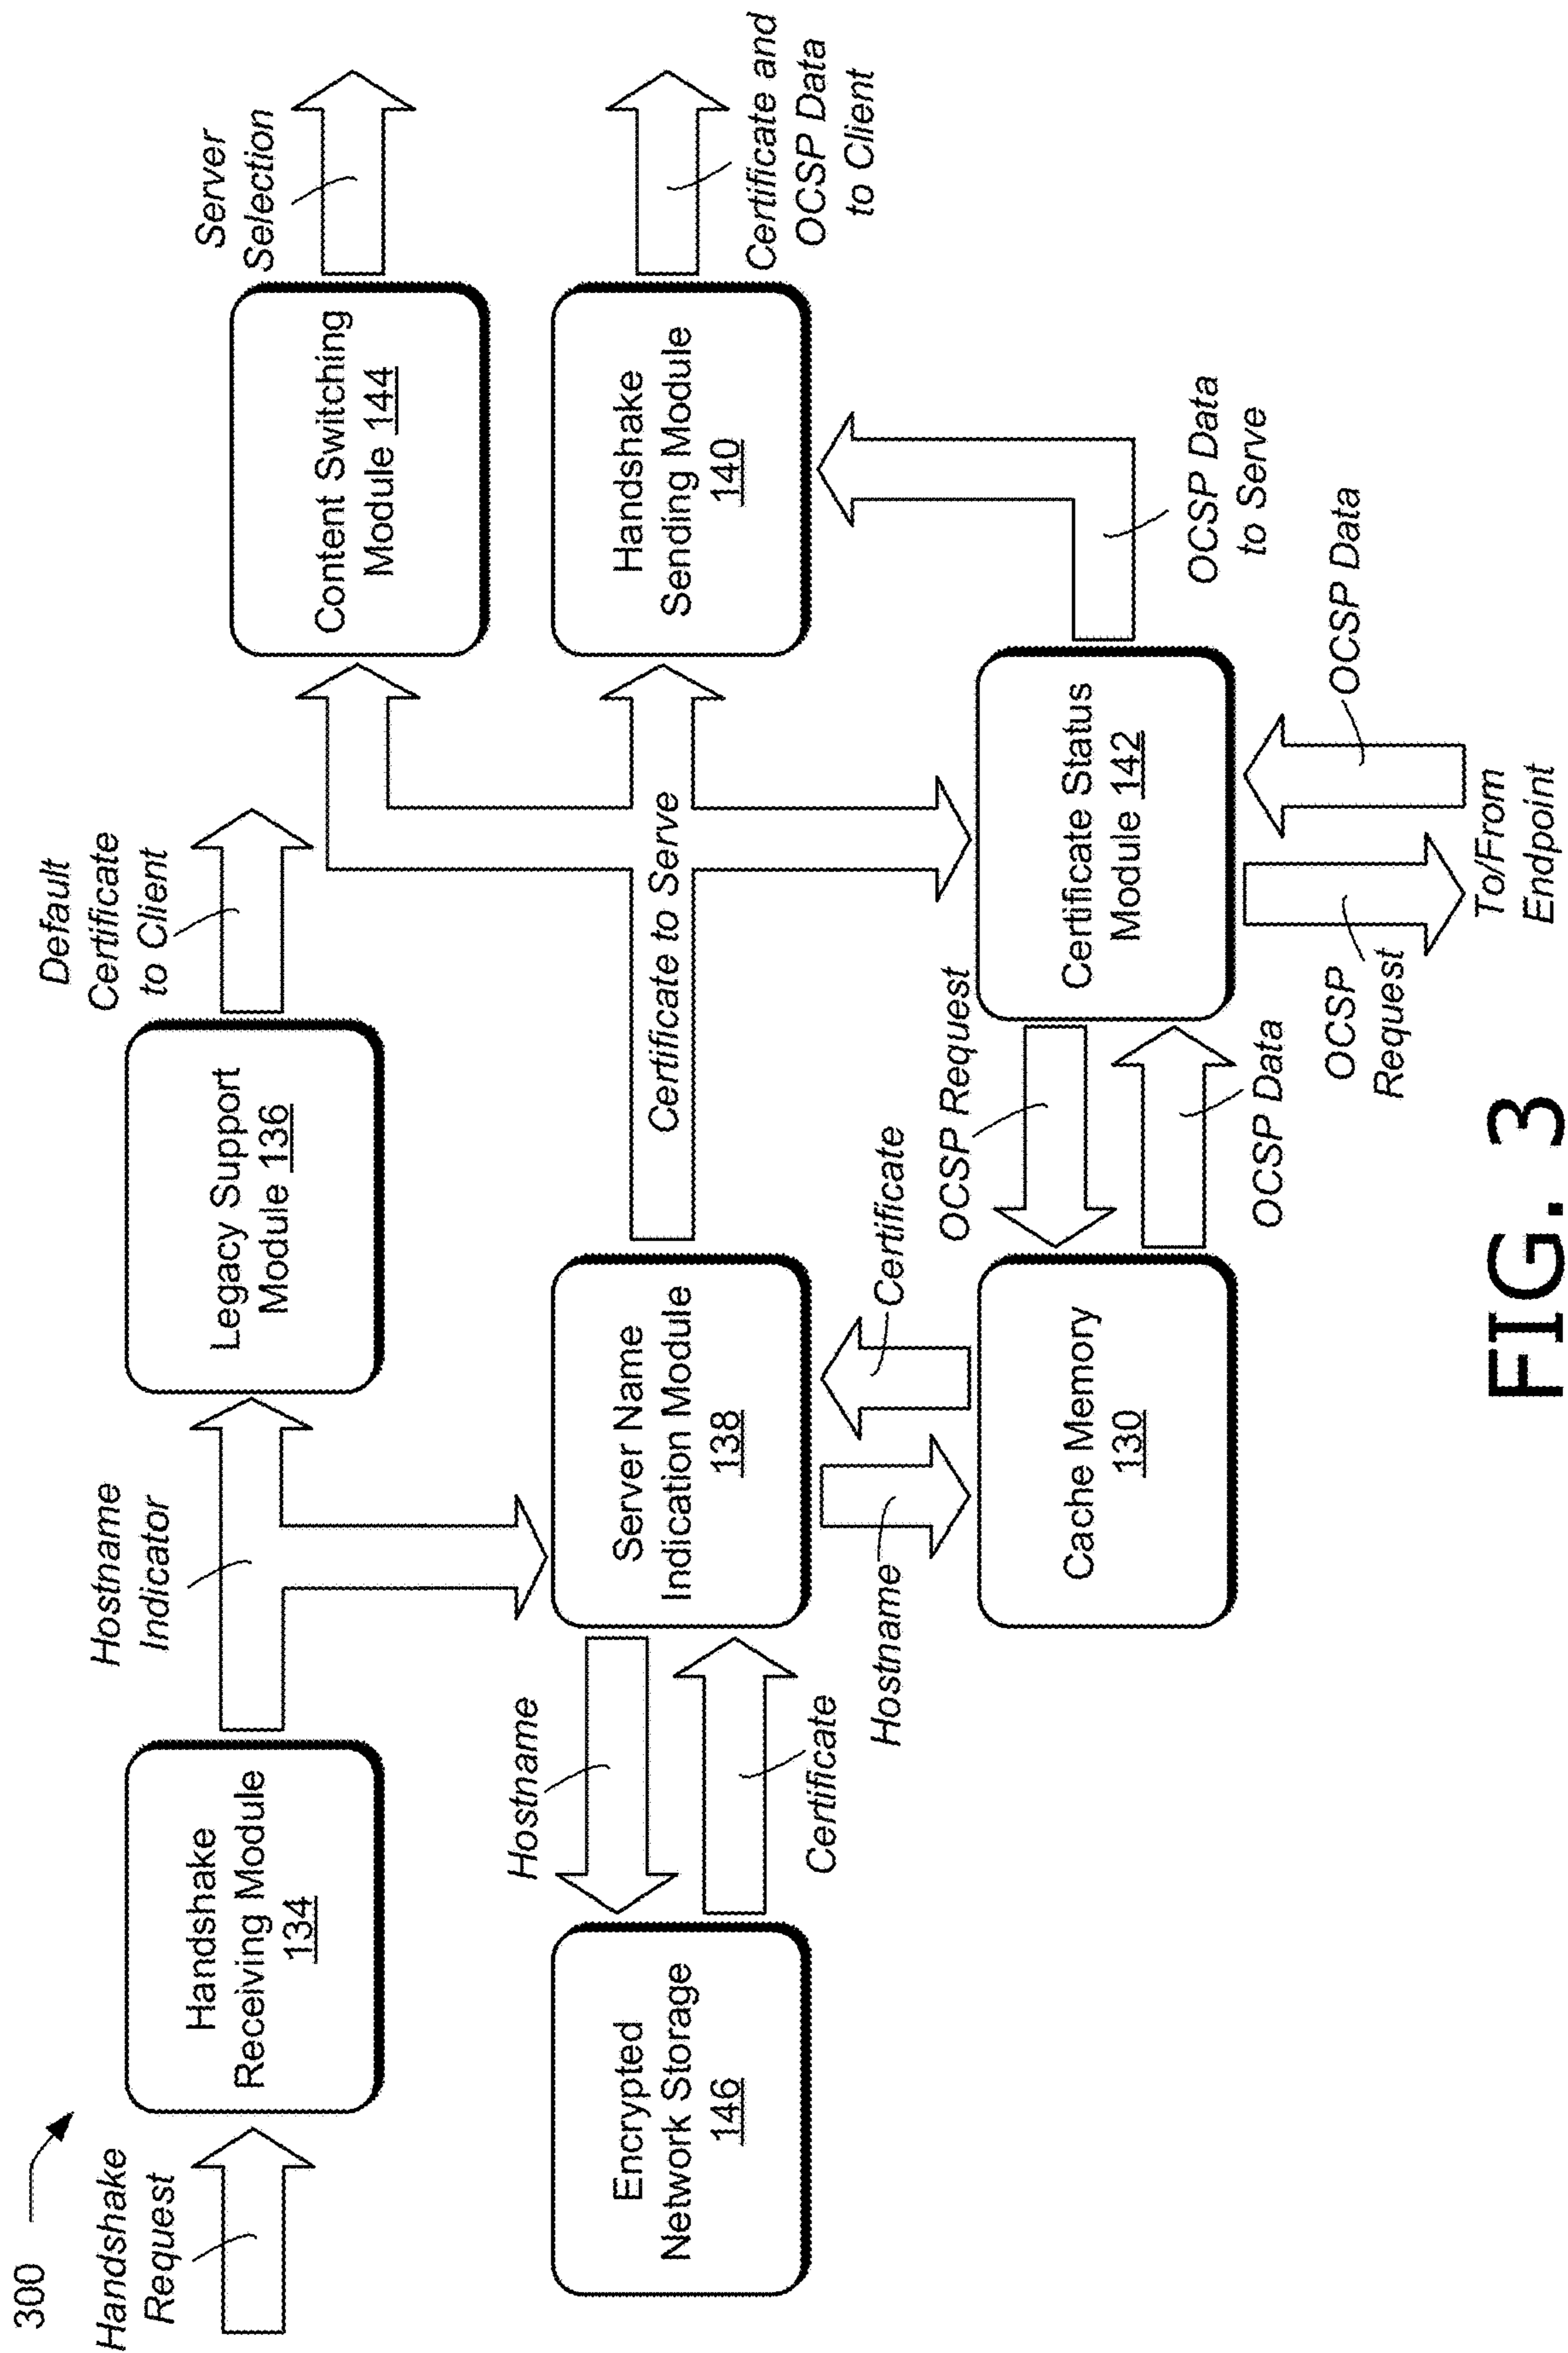 300
Handshake
Request
Handshake
Receiving Module
134
Hostname
Indicator
Legacy Support
Module 136
Default
Certificate
to Client
Encrypted
Network Storage
146
Hostname
Certificate
Server Name
Indication Module
138
Certificate to Serve
Content Switching
Module 144
Server
Selection
Handshake
Sending Module
140
Certificate and
OCSP Data
to Client
Hostname
Certificate
Cache Memory
130
OCSP Request
OCSP Data
Certificate Status
Module 142
OCSP Data
to Serve
OCSP
Request
OCSP Data
To/From
Endpoint
FIG. 3